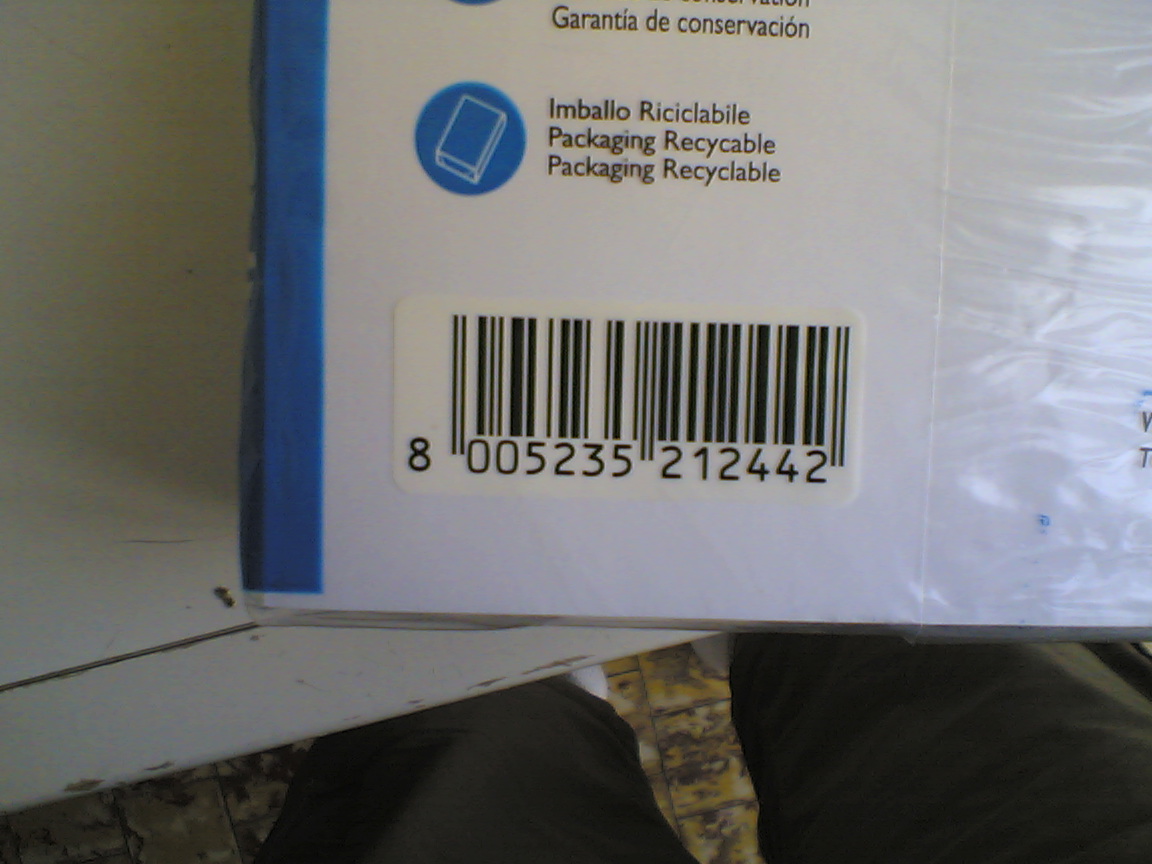 Garantía de conservación
Imballo Riciclabile
Packaging Recycable
Packaging Recyclable
8 005235 212442